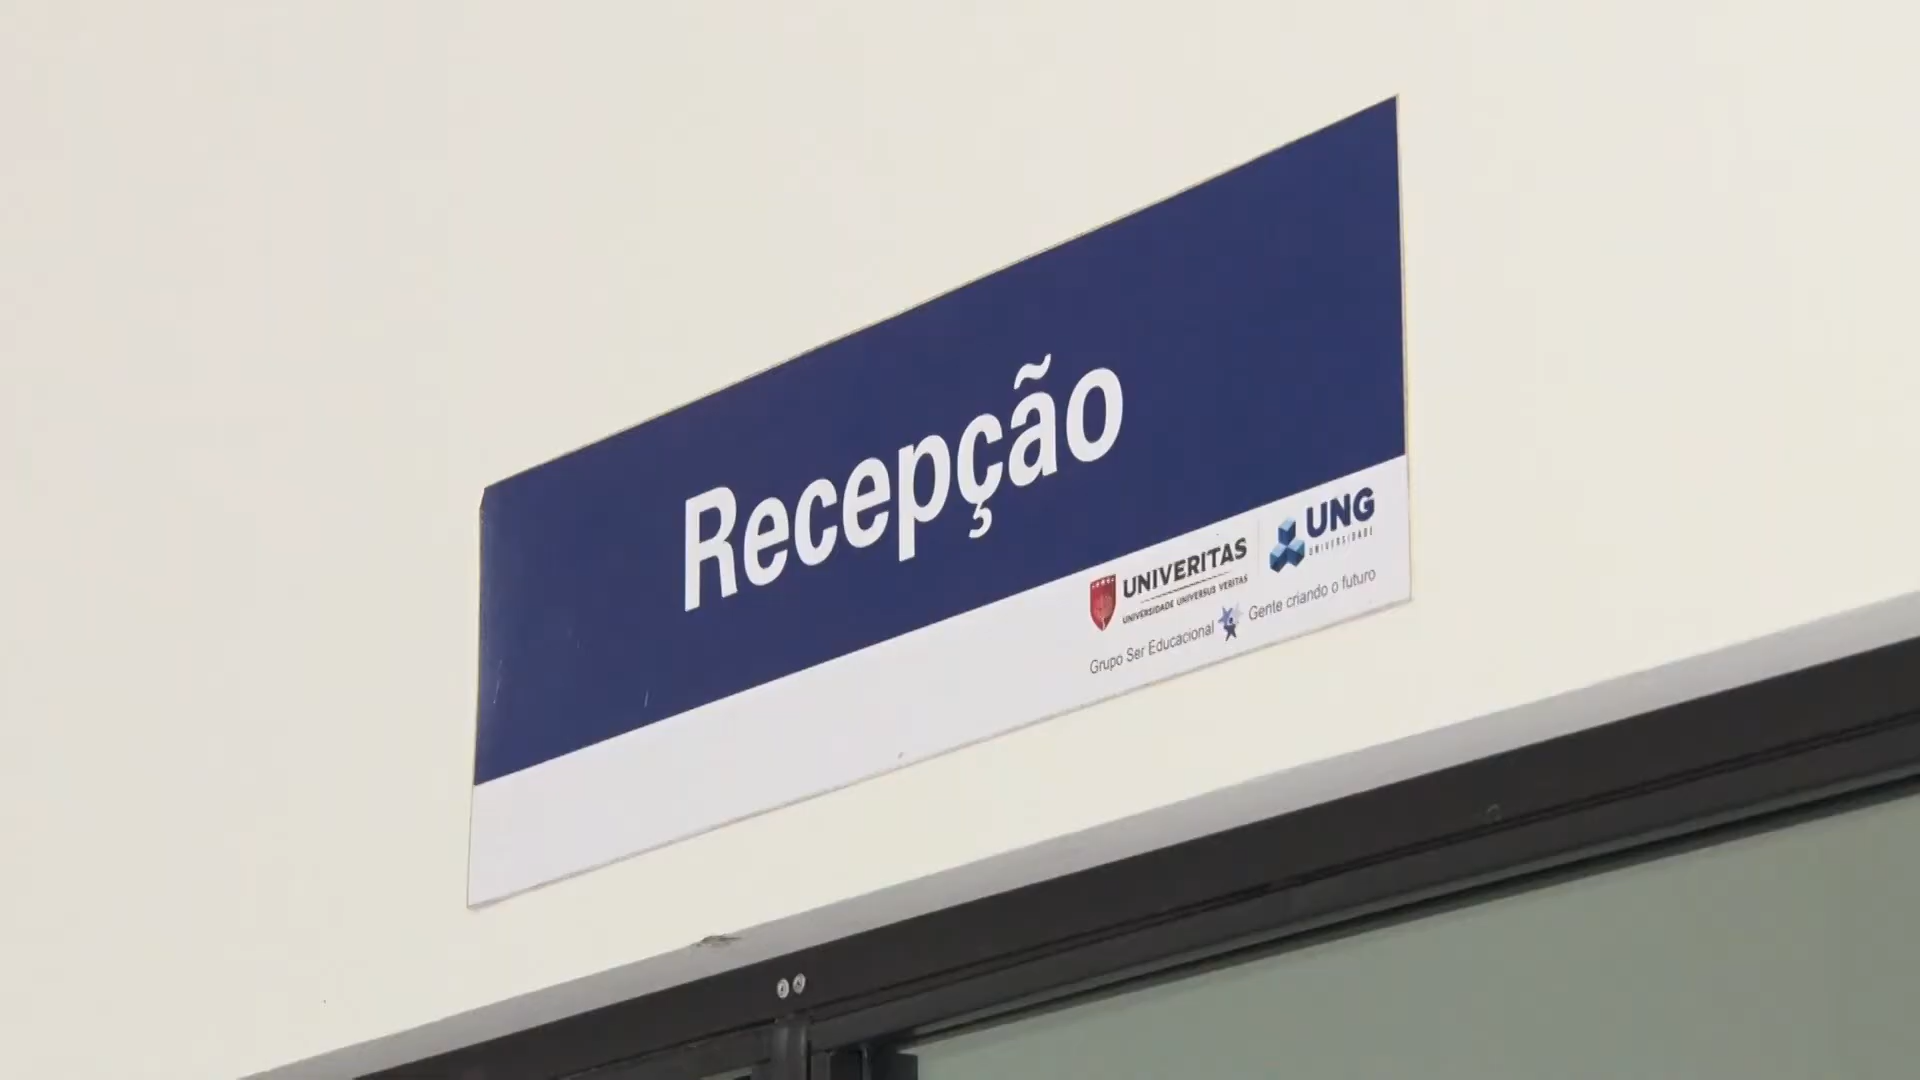 Recepção
UNIVERITAS
UNIVERSIDADE UNIVERSUS VERITAS
UNG
UNIVERSIDADE
Grupo Ser Educacional Gente criando o futuro